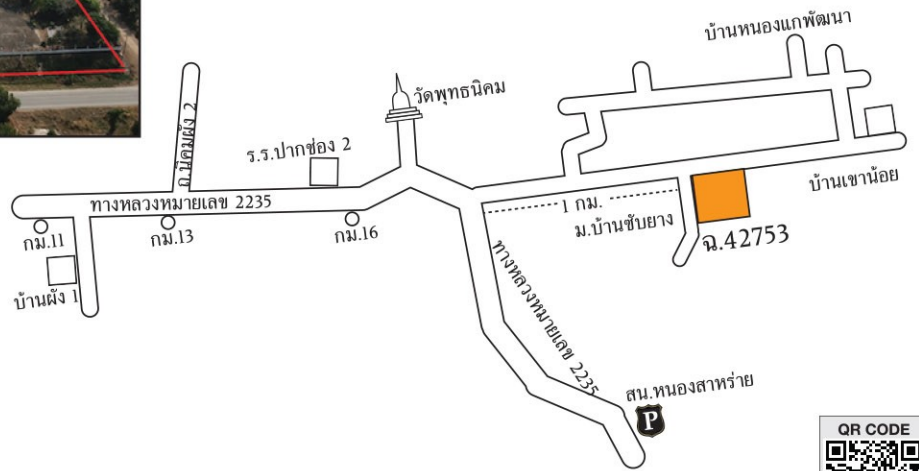 บ้านหนองแกพัฒนา
วัดพุทธนิคม
ถ.นิคมผัง 2
ร.ร.ปากช่อง 2
ทางหลวงหมายเลข 2235
กม.11
กม.13
กม.16
บ้านผัง 1
1 กม.
ม.บ้านซับยาง
บ้านเขาน้อย
ฉ.42753
ทางหลวงหมายเลข 2235
สน.หนองสาหร่าย
P
QR CODE